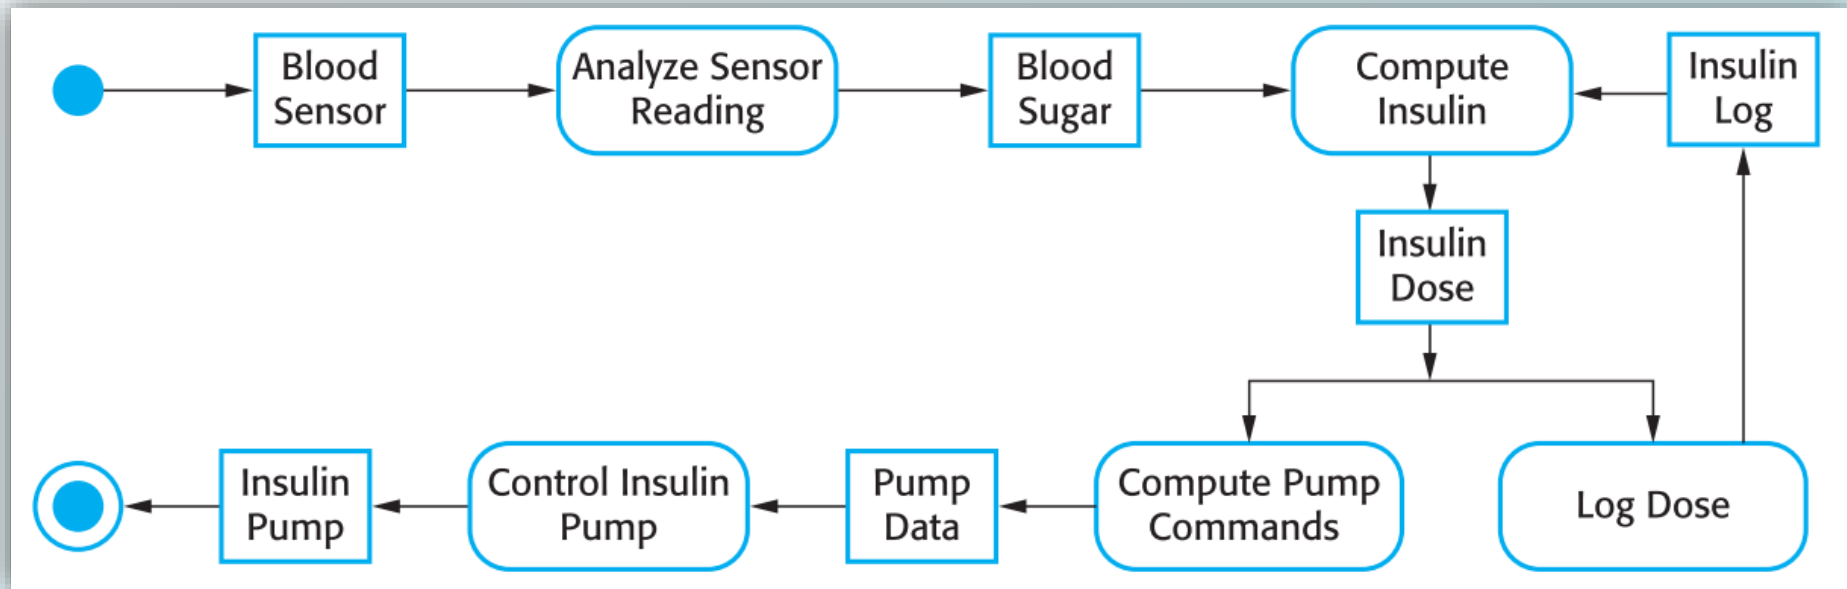 Blood
Sensor
Analyze Sensor
Reading
Blood
Sugar
Compute
Insulin
Insulin
Log
Insulin
Dose
Insulin
Pump
Control Insulin
Pump
Pump
Data
Compute Pump
Commands
Log Dose